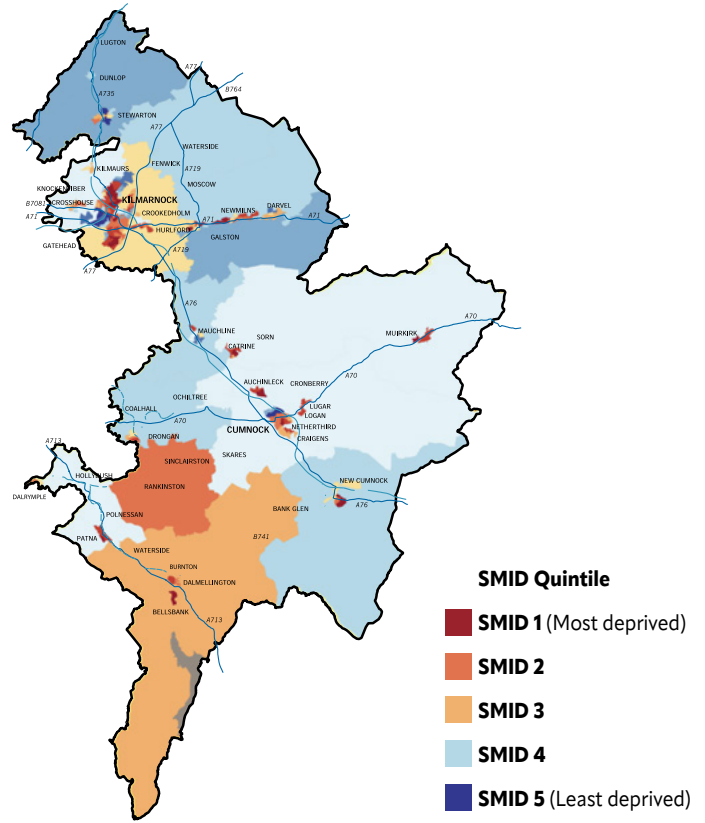 LUGTON
A77
DUNLOP
B764
A735
STEWARTON
A77
WATERSIDE
FENWICK
A719
KILMAURS
MOSCOW
KNOCKENTIBER
KILMARNOCK
B7081
CROSSHOUSE
CROOKEDHOLM
NEWMILNS
DARVEL
A71
A71
A71
HURLFORD
GALSTON
GATEHEAD
A719
A77
A76
A70
MAUCHLINE
SORN
MUIRKIRK
CATRINE
A70
AUCHINLECK
CRONBERRY
OCHILTREE
LUGAR
COALHALL
LOGAN
A70
CUMNOCK
NETHERTHIRD
DRONGAN
CRAIGENS
A713
SKARES
SINCLAIRSTON
HOLLYBUSH
NEW CUMNOCK
RANKINSTON
DALRYMPLE
A76
POLNESSAN
BANK GLEN
PATNA
B741
WATERSIDE
BURNTON
DALMELLINGTON
BELLSBANK
A713
SMID Quintile
SMID 1 (Most deprived)
SMID 2
SMID 3
SMID 4
SMID 5 (Least deprived)